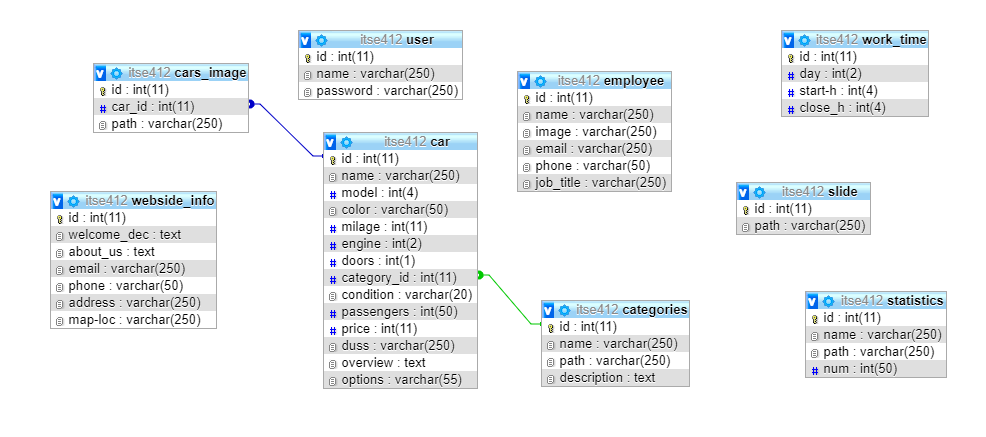 itse412 user
id : int(11)
name : varchar(250)
password : varchar(250)
itse412 work_time
id : int(11)
day : int(2)
start-h : int(4)
close_h : int(4)
itse412 cars_image
id : int(11)
car_id : int(11)
path : varchar(250)
itse412 employee
id : int(11)
name : varchar(250)
image : varchar(250)
email : varchar(250)
phone : varchar(50)
job_title : varchar(250)
itse412 car
id : int(11)
name : varchar(250)
model : int(4)
color : varchar(50)
milage : int(11)
engine : int(2)
doors : int(1)
category_id : int(11)
condition : varchar(20)
passengers : int(50)
price : int(11)
duss : varchar(250)
overview : text
options : varchar(55)
itse412 webside_info
id : int(11)
welcome_dec : text
about_us : text
email : varchar(250)
phone : varchar(50)
address : varchar(250)
map-loc : varchar(250)
itse412 slide
id : int(11)
path : varchar(250)
itse412 categories
id : int(11)
name : varchar(250)
path : varchar(250)
description : text
itse412 statistics
id : int(11)
name : varchar(250)
path : varchar(250)
num : int(50)